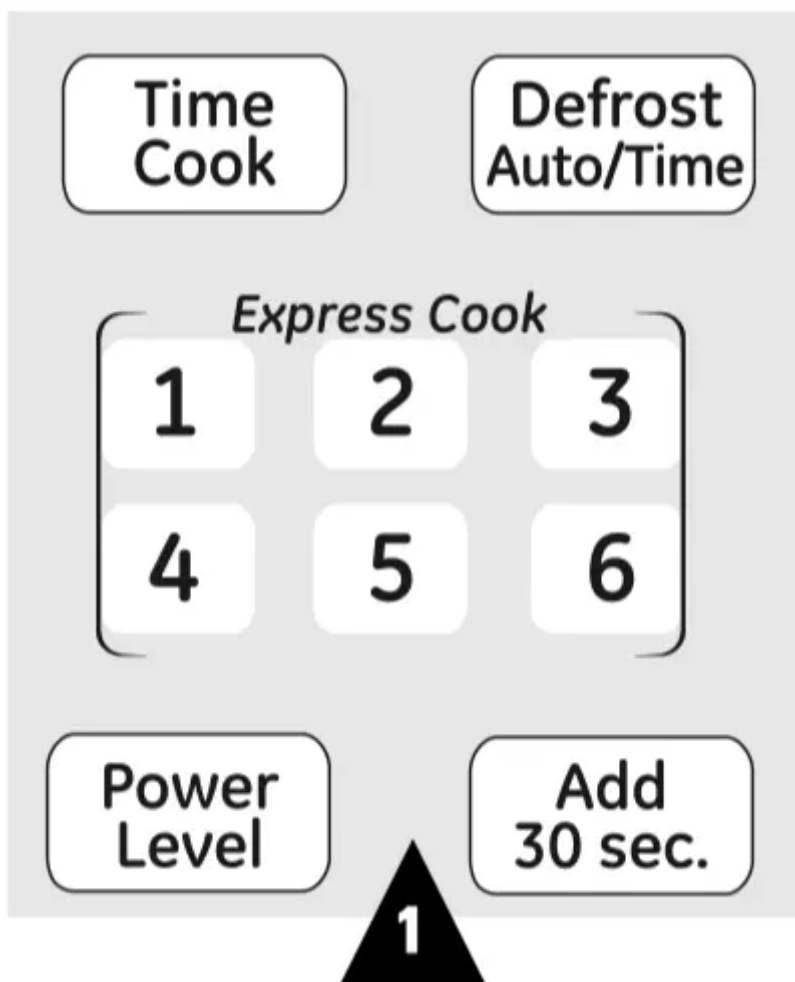 Time
Cook
Defrost
Auto/Time
Express Cook
1 2 3
4 5 6
Power
Level
Add
30 sec.
1